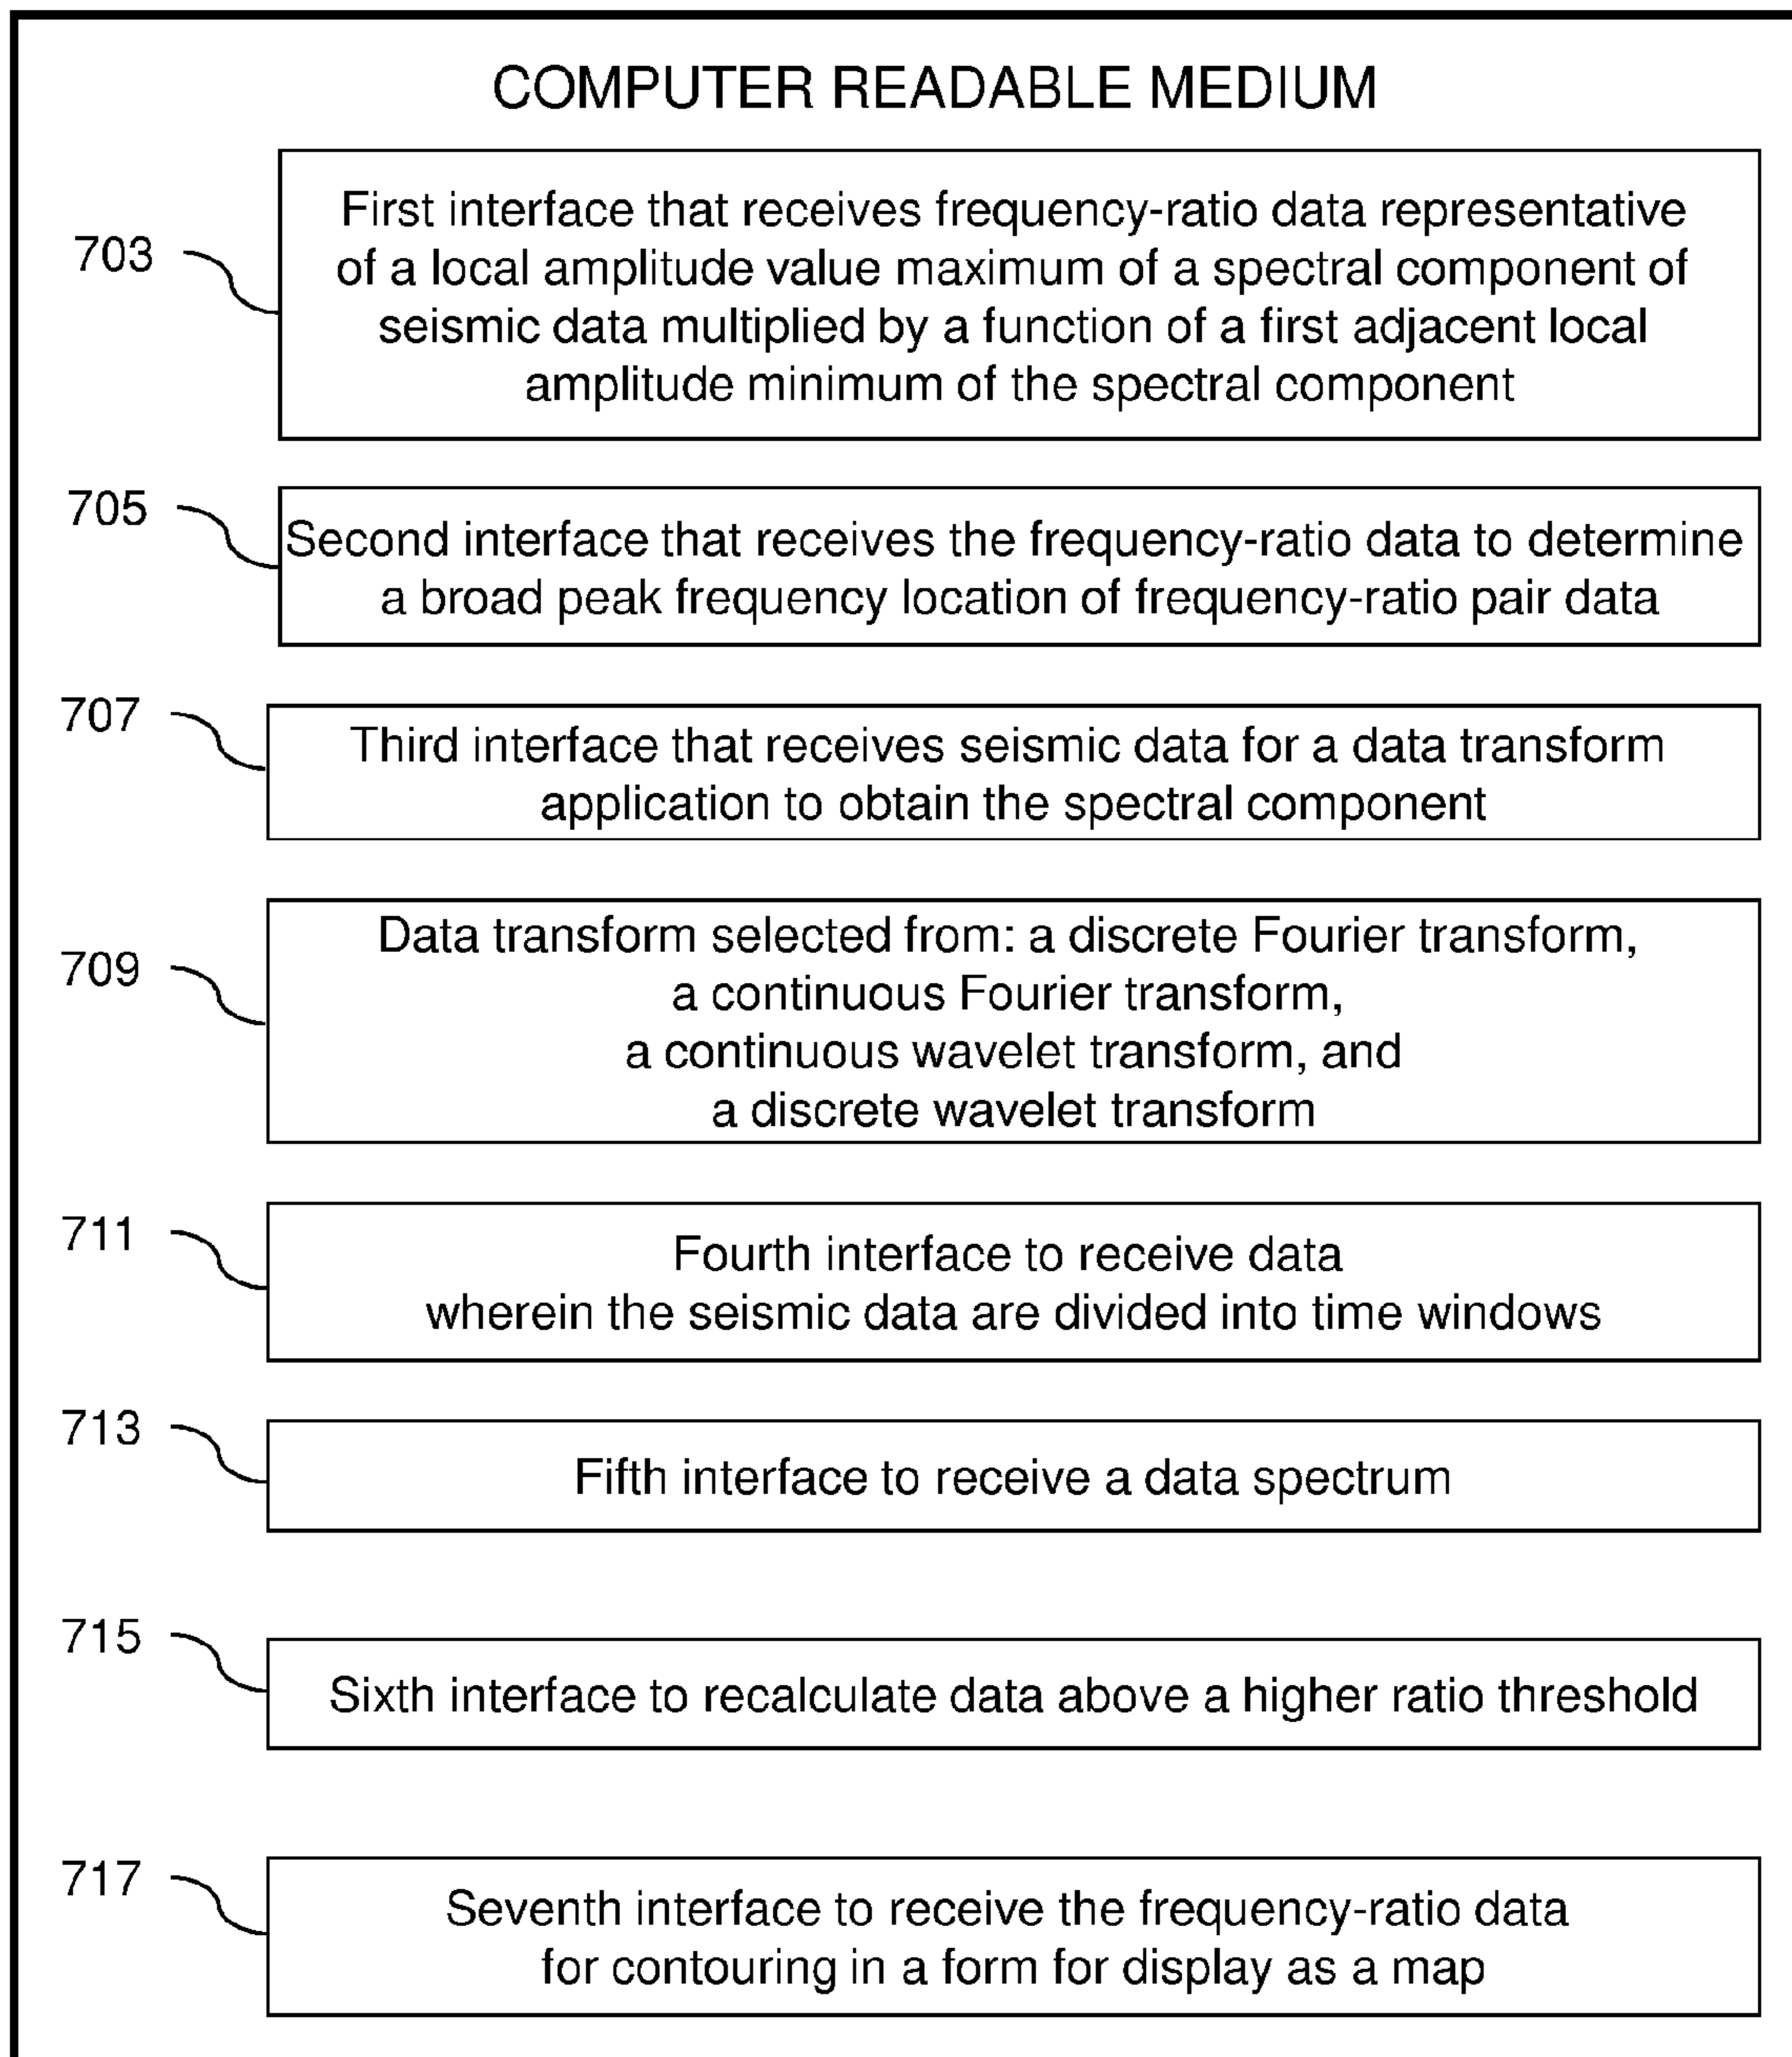 COMPUTER READABLE MEDIUM
703
First interface that receives frequency-ratio data representative
of a local amplitude value maximum of a spectral component of
seismic data multiplied by a function of a first adjacent local
amplitude minimum of the spectral component
705
Second interface that receives the frequency-ratio data to determine
a broad peak frequency location of frequency-ratio pair data
707
Third interface that receives seismic data for a data transform
application to obtain the spectral component
709
Data transform selected from: a discrete Fourier transform,
a continuous Fourier transform,
a continuous wavelet transform, and
a discrete wavelet transform
711
Fourth interface to receive data
wherein the seismic data are divided into time windows
713
Fifth interface to receive a data spectrum
715
Sixth interface to recalculate data above a higher ratio threshold
717
Seventh interface to receive the frequency-ratio data
for contouring in a form for display as a map